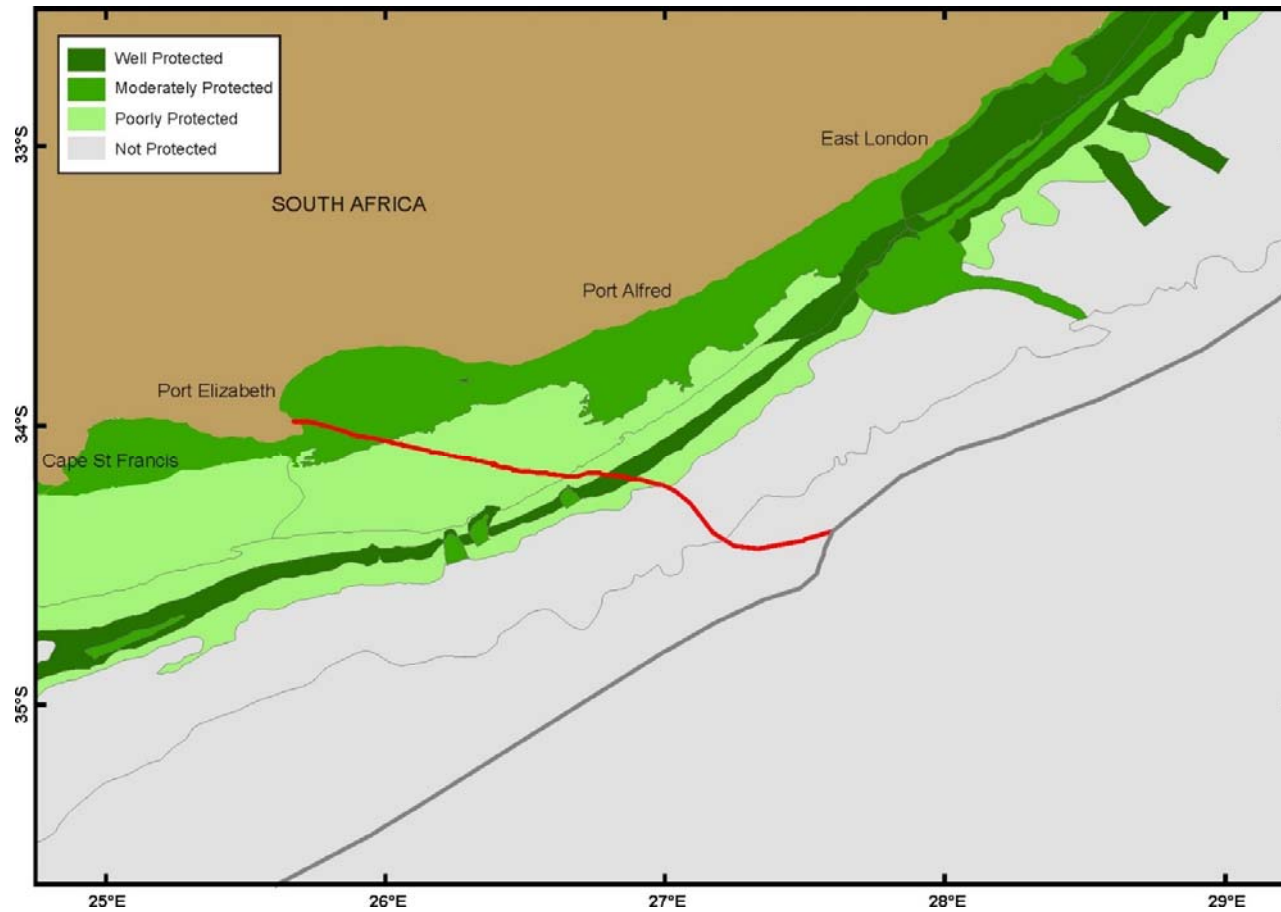 Well Protected
Moderately Protected
Poorly Protected
Not Protected
33°S
East London
SOUTH AFRICA
Port Alfred
Port Elizabeth
34°S
Cape St Francis
35°S
25°E
26°E
27°E
28°E
29°E